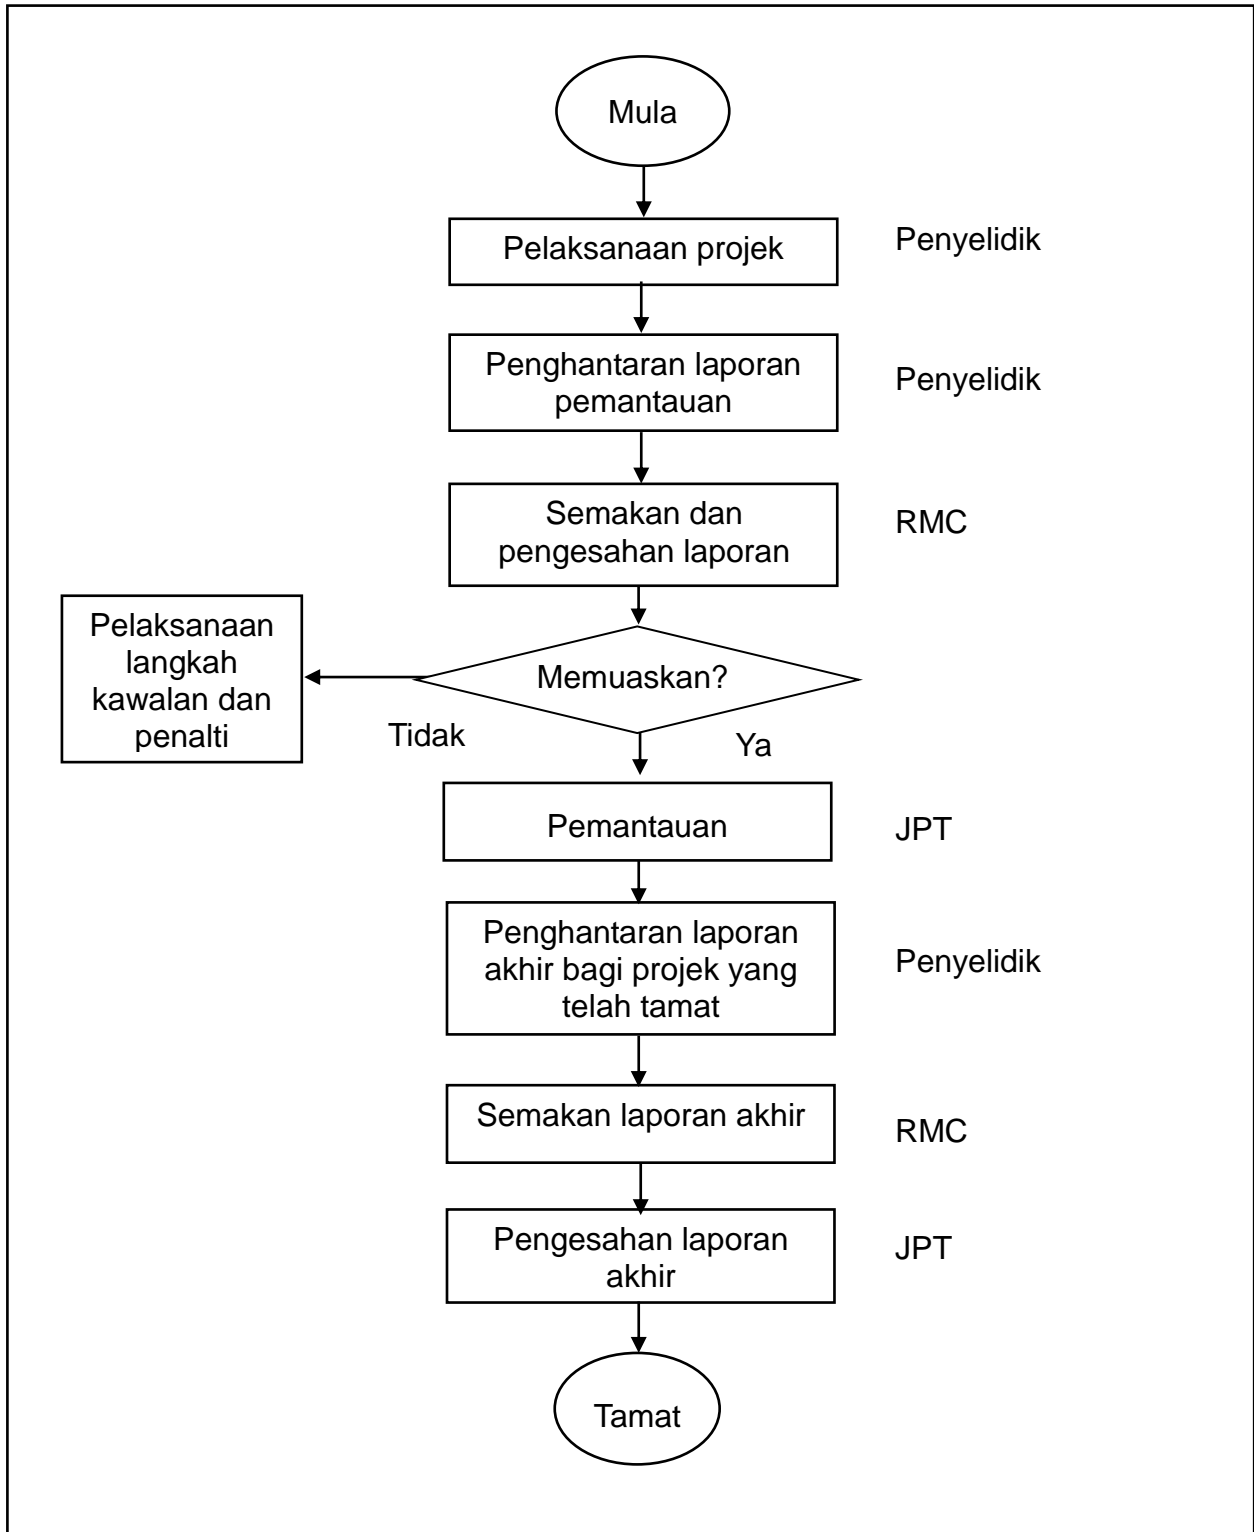 Mula
Pelaksanaan projek
Penyelidik
Penghantaran laporan
pemantauan
Penyelidik
Semakan dan
pengesahan laporan
RMC
Pelaksanaan
langkah
kawalan dan
penalti
Memuaskan?
Tidak
Ya
Pemantauan
JPT
Penghantaran laporan
akhir bagi projek yang
telah tamat
Penyelidik
Semakan laporan akhir
RMC
Pengesahan laporan
akhir
JPT
Tamat